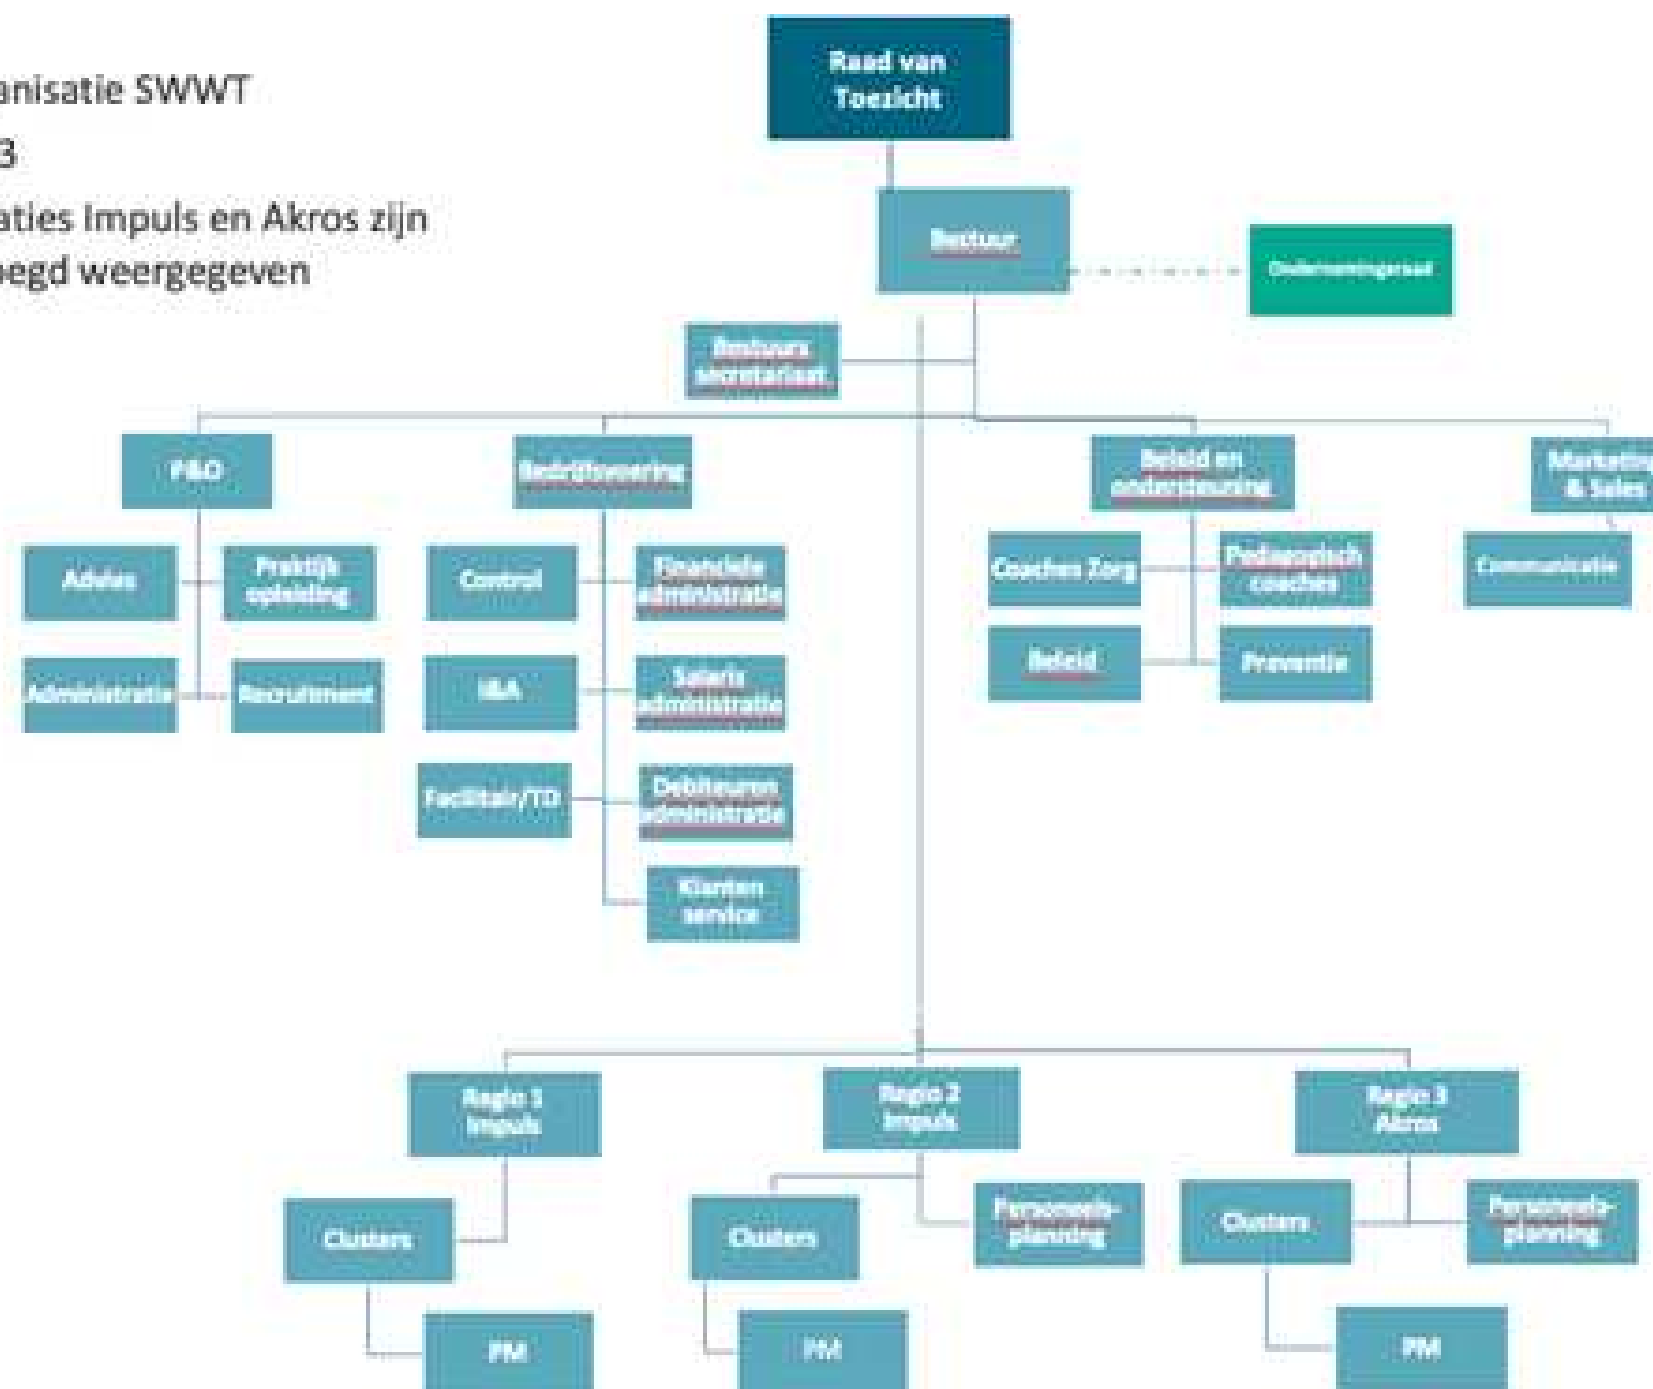 anisatie SWWT
3
aties Impuls en Akros zijn
oegd weergegeven
Raad van
Toezicht
Bestuur
Ondernemingsraad
Bestuurs
secretariaat
P&O
Bedrijfsvoering
Beleid en
ondersteuning
Marketing
& Sales
Advies
Praktijk
opleiding
Control
Financiele
administratie
Coaches Zorg
Pedagogisch
coaches
Communicatie
Administratie
Recruitment
I&A
Salaris
administratie
Beleid
Preventie
Facilitair/TD
Debiteuren
administratie
Klanten
service
Regio 1
Impuls
Regio 2
Impuls
Regio 3
Akros
Clusters
Clusters
Personeels-
planning
Clusters
Personeels-
planning
PM
PM
PM